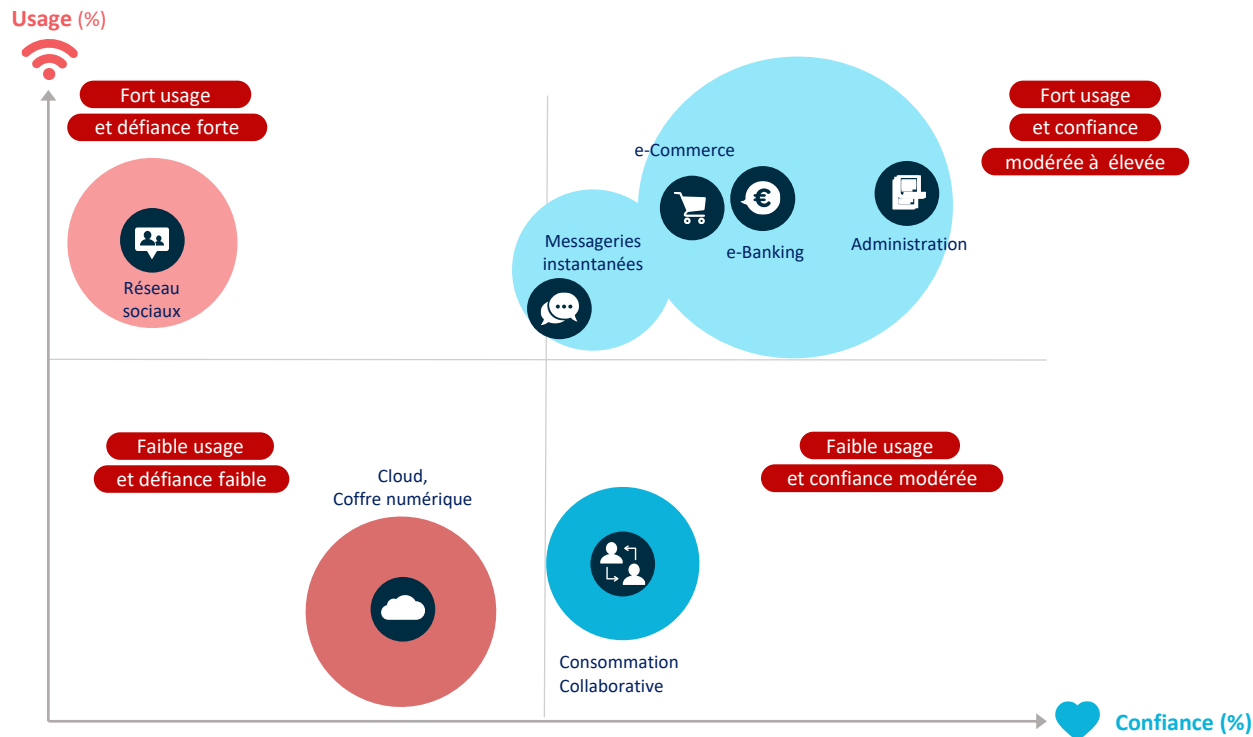 Usage (%)
Fort usage
et défiance forte
Fort usage
et confiance
modérée à élevée
e-Commerce
Messageries
instantanées
e-Banking
€
Administration
Réseau
sociaux
Faible usage
et défiance faible
Faible usage
et confiance modérée
Cloud,
Coffre numérique
Consommation
Collaborative
Confiance (%)